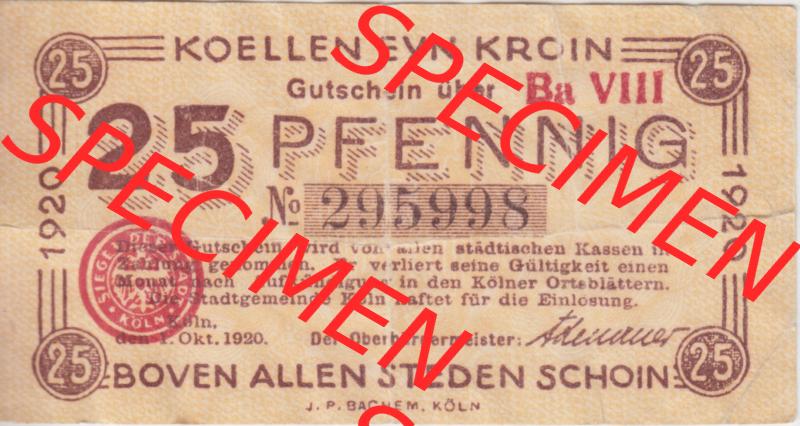 KOELLEN EYN KROIN
25 25
Gutschein über Ba VIII
25 PFENNIG
No 295998
1920 1920
Dieser Gutschein wird von allen städtischen Kassen in
Zahlung genommen. Er verliert seine Gültigkeit einen
Monat nach in den Kölner Ortsblättern.
Die Stadtgemeinde Köln haftet für die Einlösung.
Köln,
den 1. Okt. 1920. Der Oberbürgermeister: Adenauer
KÖLN
25 25
BOVEN ALLEN STEDEN SCHOIN
J. P. BACHEM, KÖLN
SPECIMEN
SPECIMEN